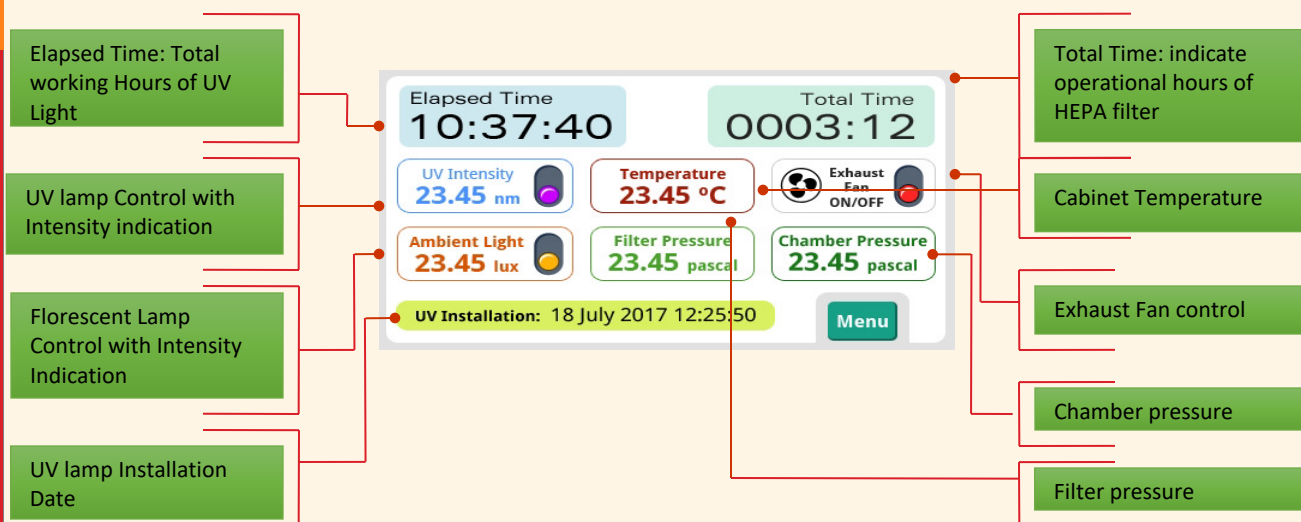 Elapsed Time: Total
working Hours of UV
Light
UV lamp Control with
Intensity indication
Florescent Lamp
Control with Intensity
Indication
UV lamp Installation
Date
Elapsed Time
10:37:40
Total Time
0003:12
UV Intensity
23.45 nm
Temperature
23.45 ºC
Exhaust
Fan
ON/OFF
Ambient Light
23.45 lux
Filter Pressure
23.45 pascal
Chamber Pressure
23.45 pascal
UV Installation: 18 July 2017 12:25:50
Menu
Total Time: indicate
operational hours of
HEPA filter
Cabinet Temperature
Exhaust Fan control
Chamber pressure
Filter pressure